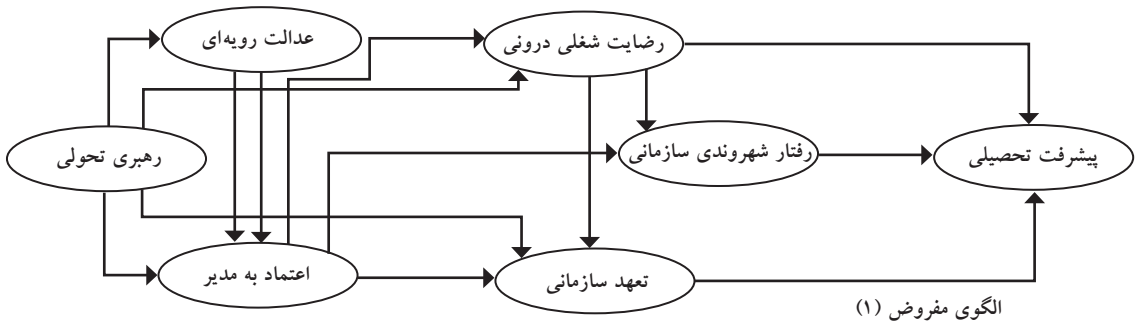 عدالت رویه‌ای
رضایت شغلی درونی
رهبری تحولی
رفتار شهروندی سازمانی
پیشرفت تحصیلی
اعتماد به مدیر
تعهد سازمانی
الگوی مفروض (۱)